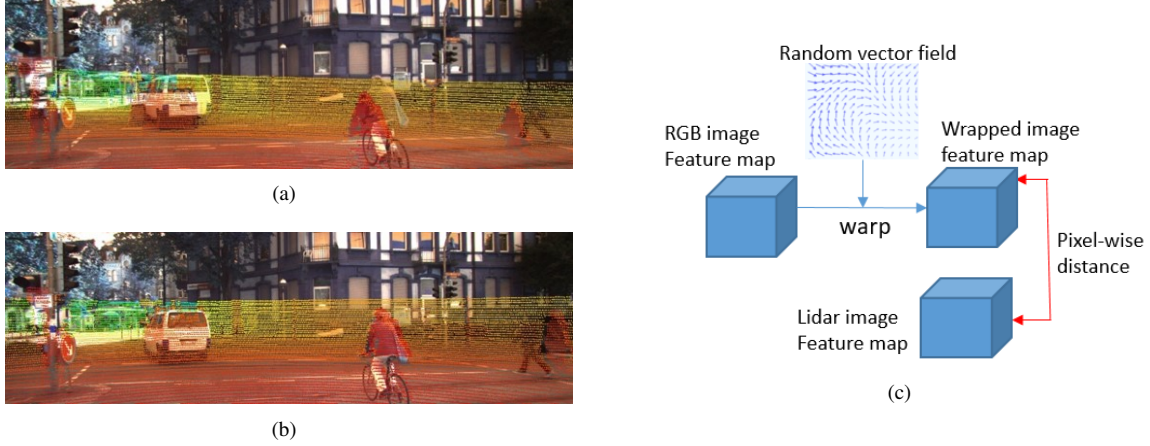 (a)
(b)
Random vector field
RGB image
Feature map
Wrapped image
feature map
warp
Pixel-wise
distance
Lidar image
Feature map
(c)